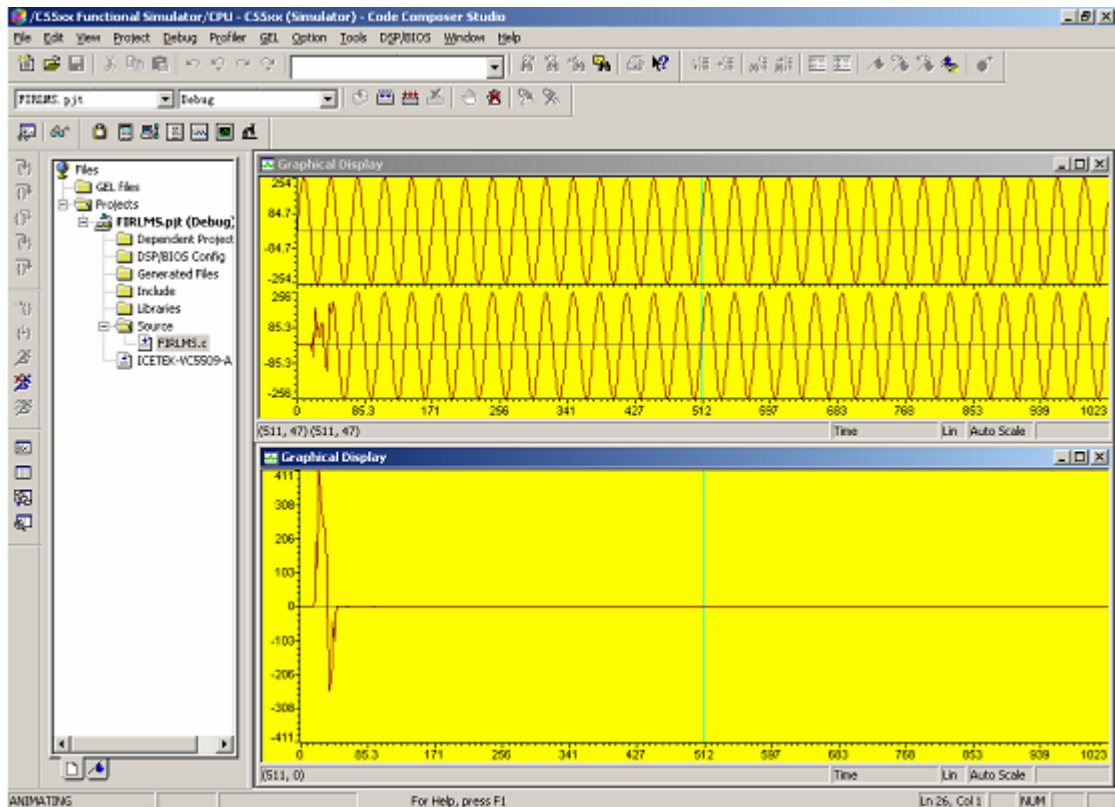 /C55xx Functional Simulator/CPU - C55xx (Simulator) - Code Composer Studio
File Edit View Project Debug Profiler GEL Option Tools DSP/BIOS Window Help
FIRLMS.pjt Debug
Files
GEL files
Projects
FIRLMS.pjt (Debug)
Dependent Project
DSP/BIOS Config
Generated Files
Include
Libraries
Source
FIRLMS.c
ICETEK-VC5509-A
Graphical Display
254
84.7
-84.7
-254
256
85.3
-85.3
-256
0 85.3 171 256 341 427 512 597 683 768 853 939 1023
(511, 47) (511, 47) Time Lin Auto Scale
Graphical Display
411
308
206
103
0
-103
-206
-308
-411
0 85.3 171 256 341 427 512 597 683 768 853 939 1023
(511, 0) Time Lin Auto Scale
ANIMATING For Help, press F1 Ln 26, Col 1 NUM